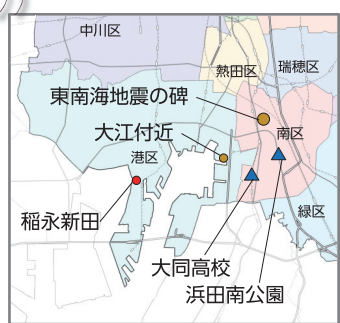 中川区
熱田区
瑞穂区
東南海地震の碑
大江付近
南区
港区
稲永新田
緑区
大同高校
浜田南公園